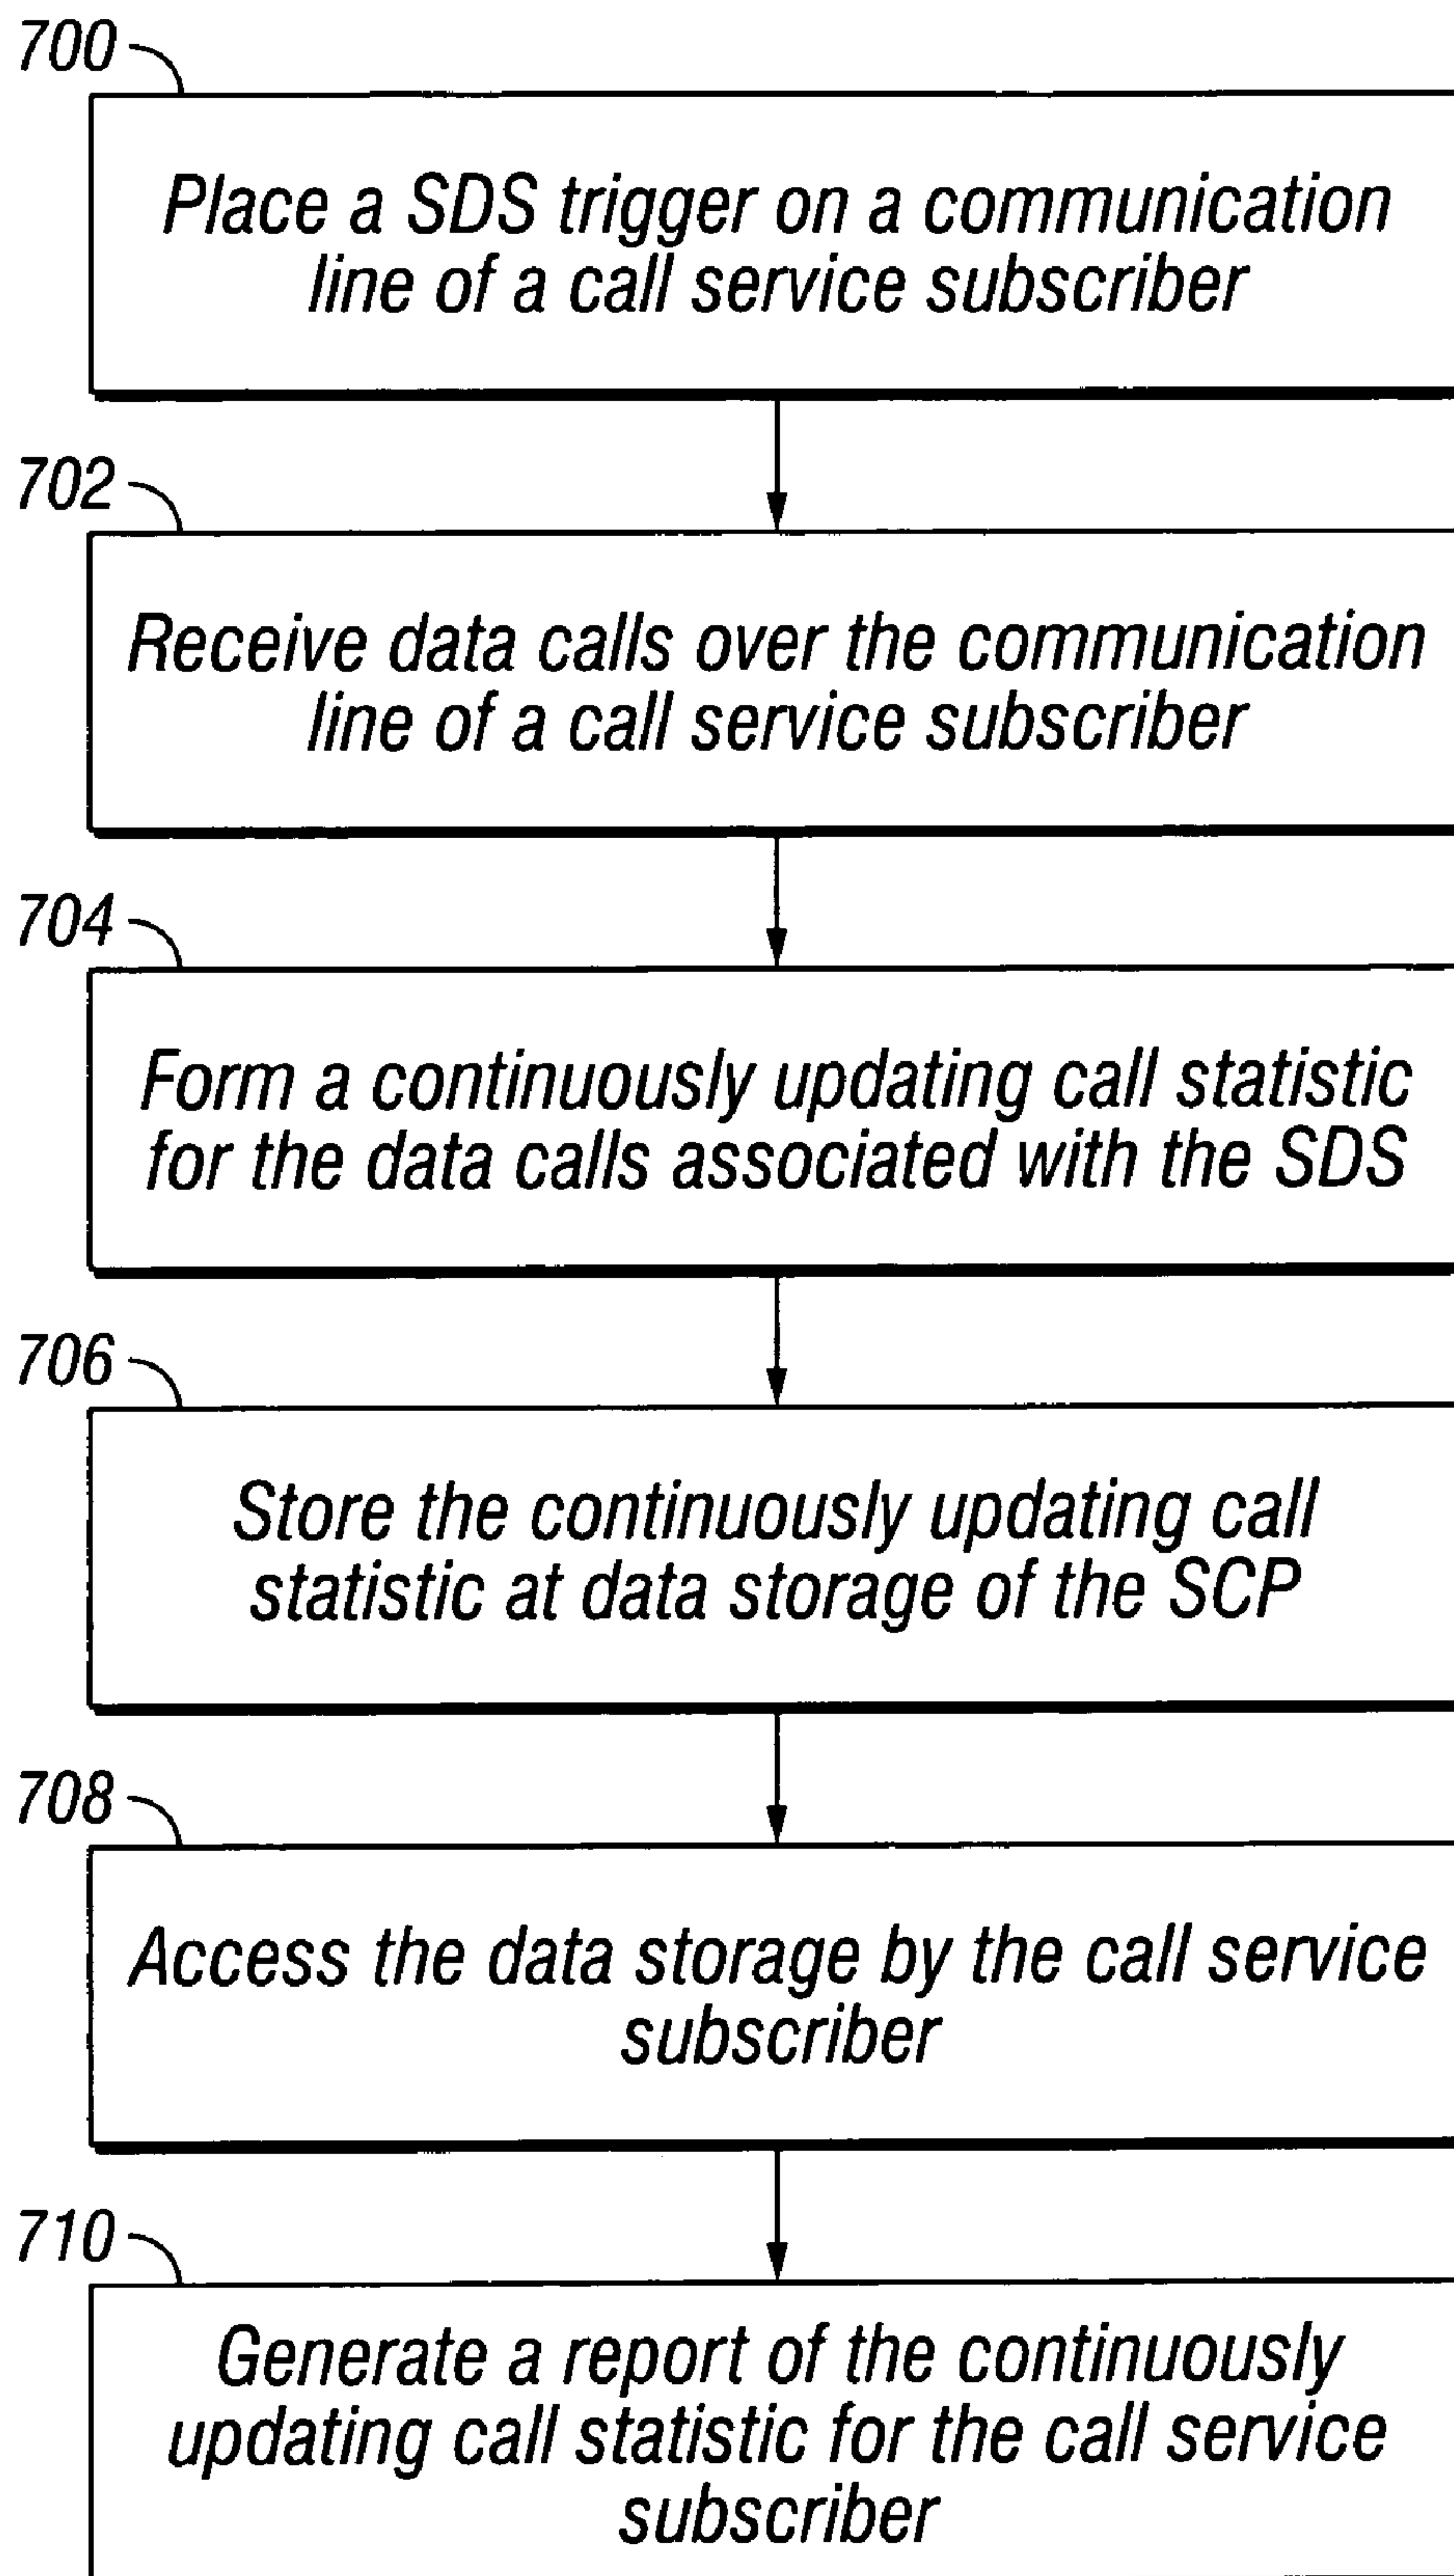 700
Place a SDS trigger on a communication
line of a call service subscriber
702
Receive data calls over the communication
line of a call service subscriber
704
Form a continuously updating call statistic
for the data calls associated with the SDS
706
Store the continuously updating call
statistic at data storage of the SCP
708
Access the data storage by the call service
subscriber
710
Generate a report of the continuously
updating call statistic for the call service
subscriber